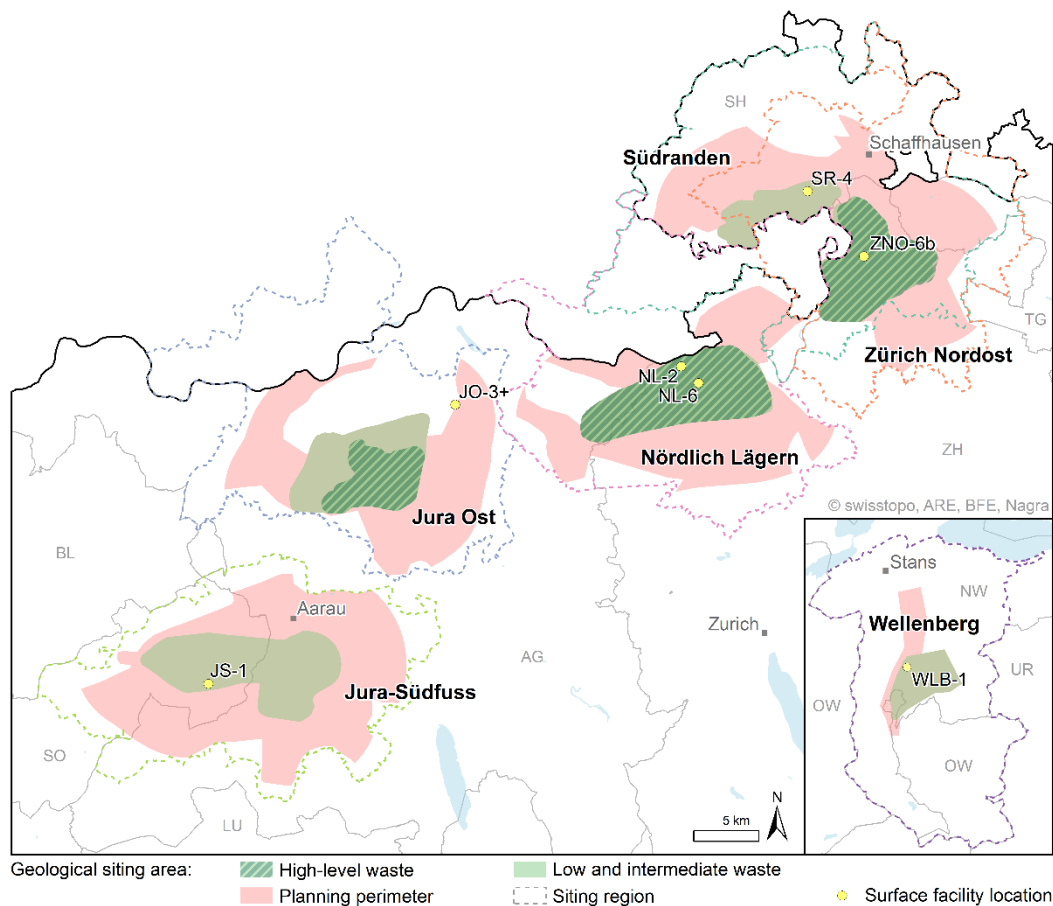 SH
Schaffhausen
Südranden
SR-4
ZNO-6b
TG
Zürich Nordost
NL-2
NL-6
JO-3+
Nördlich Lägern
ZH
© swisstopo, ARE, BFE, Nagra
Jura Ost
BL
Stans
NW
Aarau
Wellenberg
Zurich
AG
UR
JS-1
WLB-1
Jura-Südfuss
OW
SO
OW
LU
N
5 km
Geological siting area:
High-level waste
Low and intermediate waste
Planning perimeter
Siting region
Surface facility location